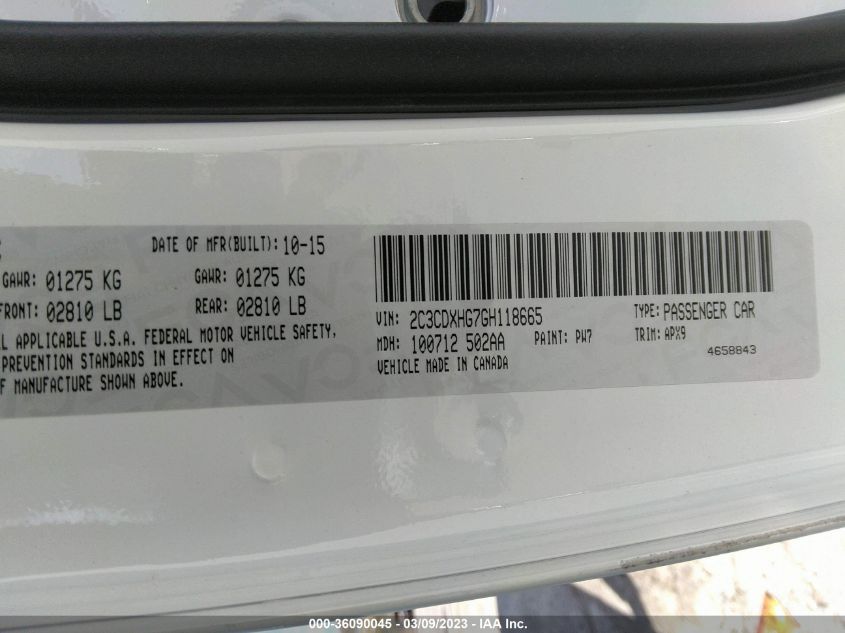 DATE OF MFR(BUILT): 10-15
GAWR: 01275 KG GAWR: 01275 KG
FRONT: 02810 LB REAR: 02810 LB
L APPLICABLE U.S.A. FEDERAL MOTOR VEHICLE SAFETY,
PREVENTION STANDARDS IN EFFECT ON
F MANUFACTURE SHOWN ABOVE.
VIN: 2C3CDXHG7GH118665 TYPE: PASSENGER CAR
MDH: 100712 502AA PAINT: PW7 TRIM: APX9
VEHICLE MADE IN CANADA 4658843
000-36090045 - 03/09/2023 - IAA Inc.